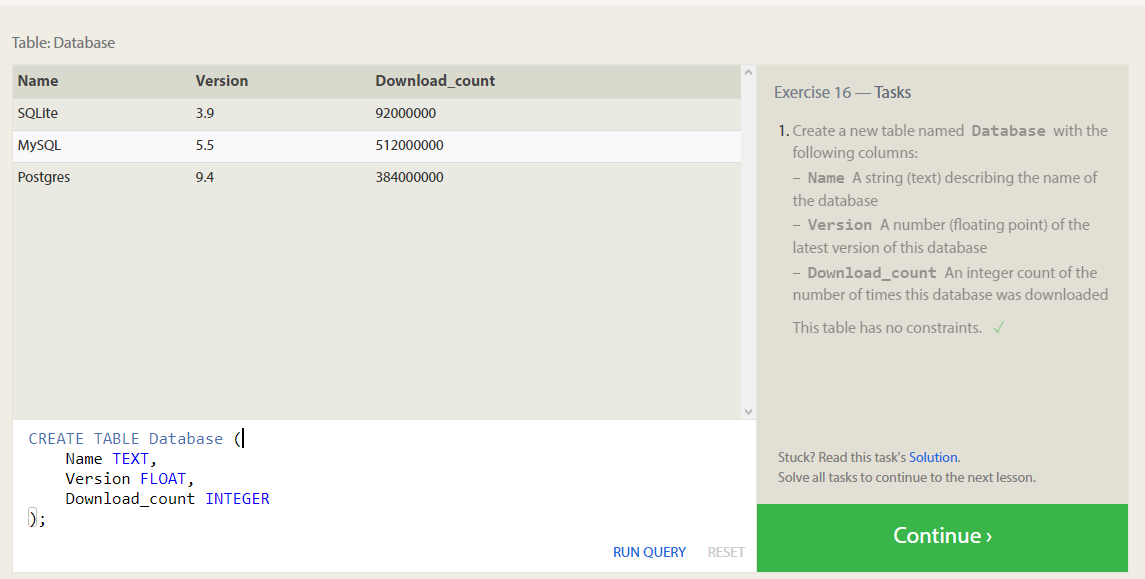 Table: Database
Name Version Download_count
SQLite 3.9 92000000
MySQL 5.5 512000000
Postgres 9.4 384000000
CREATE TABLE Database (
    Name TEXT,
    Version FLOAT,
    Download_count INTEGER
);
RUN QUERY RESET
Exercise 16 — Tasks
1. Create a new table named Database with the
following columns:
– Name A string (text) describing the name of
the database
– Version A number (floating point) of the
latest version of this database
– Download_count An integer count of the
number of times this database was downloaded
This table has no constraints. ✓
Stuck? Read this task's Solution.
Solve all tasks to continue to the next lesson.
Continue ›